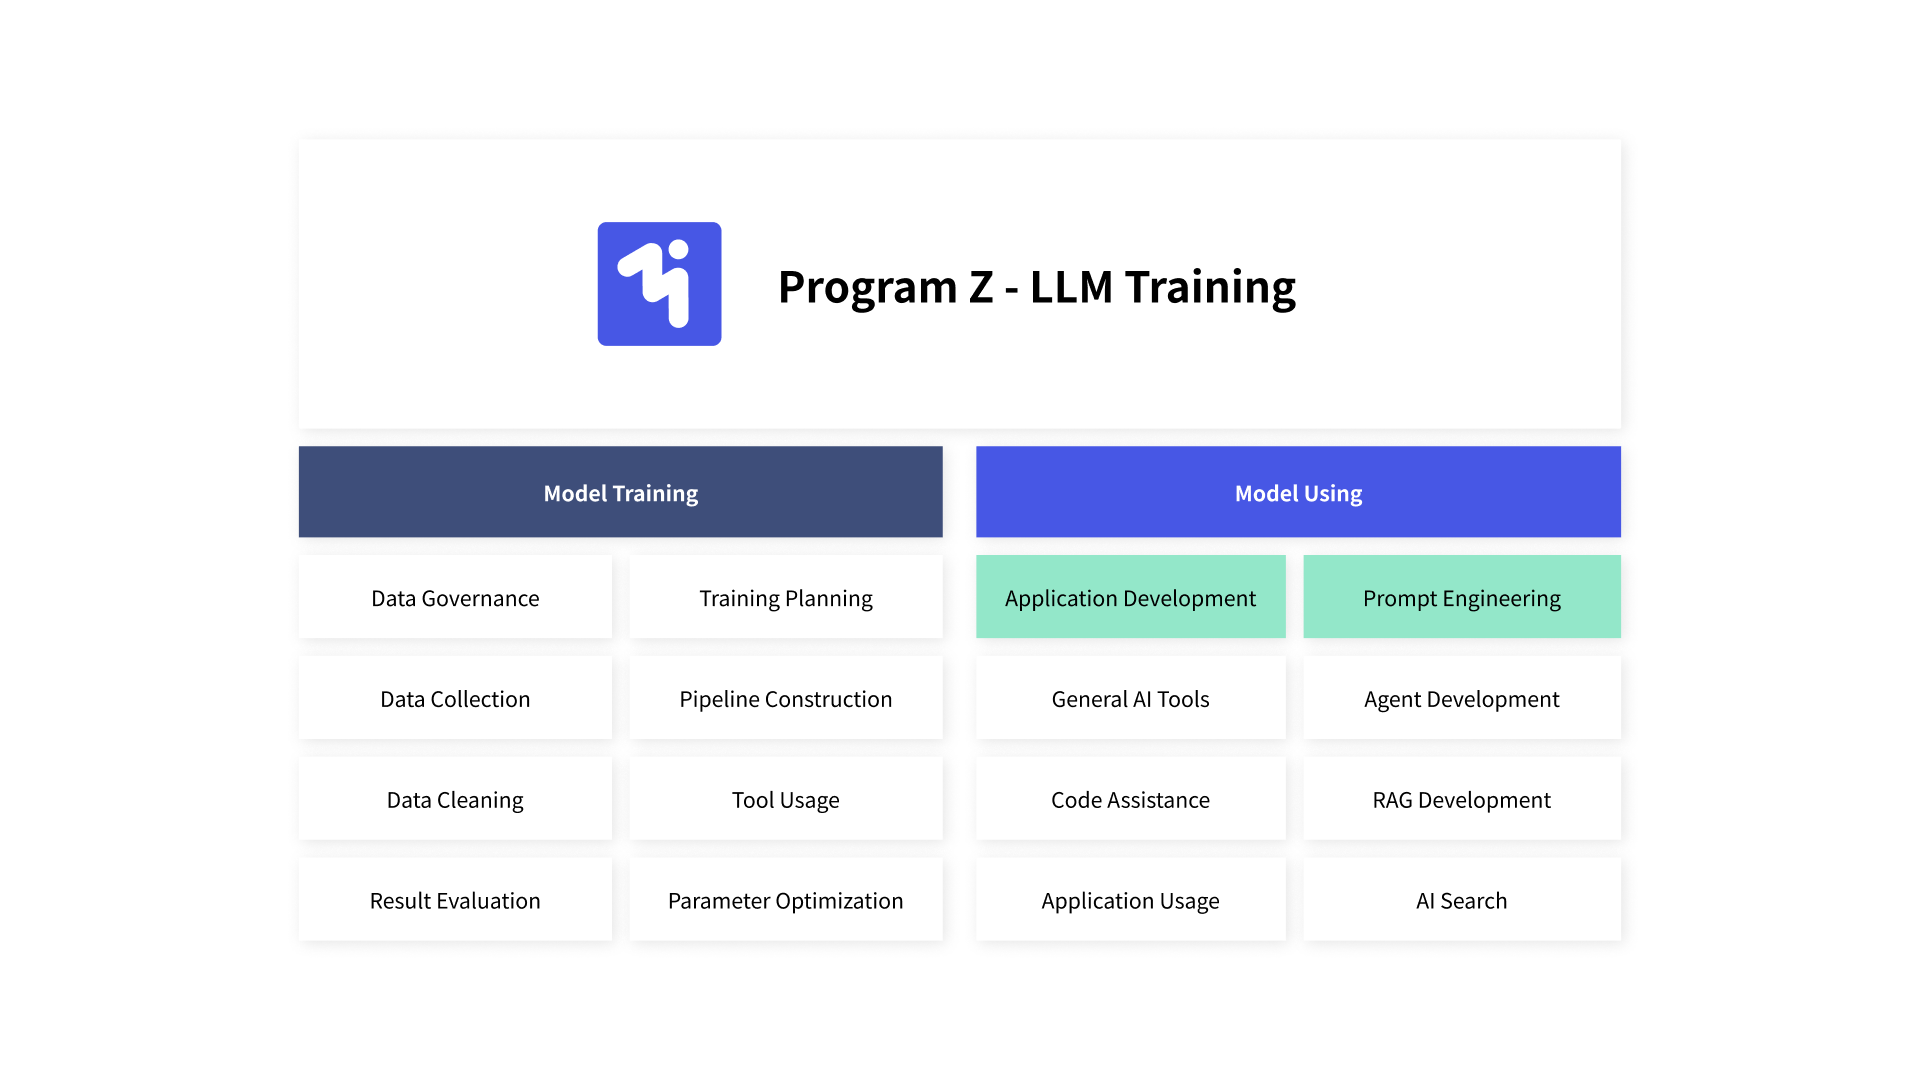 Program Z - LLM Training
Model Training
Model Using
Data Governance
Training Planning
Application Development
Prompt Engineering
Data Collection
Pipeline Construction
General AI Tools
Agent Development
Data Cleaning
Tool Usage
Code Assistance
RAG Development
Result Evaluation
Parameter Optimization
Application Usage
AI Search